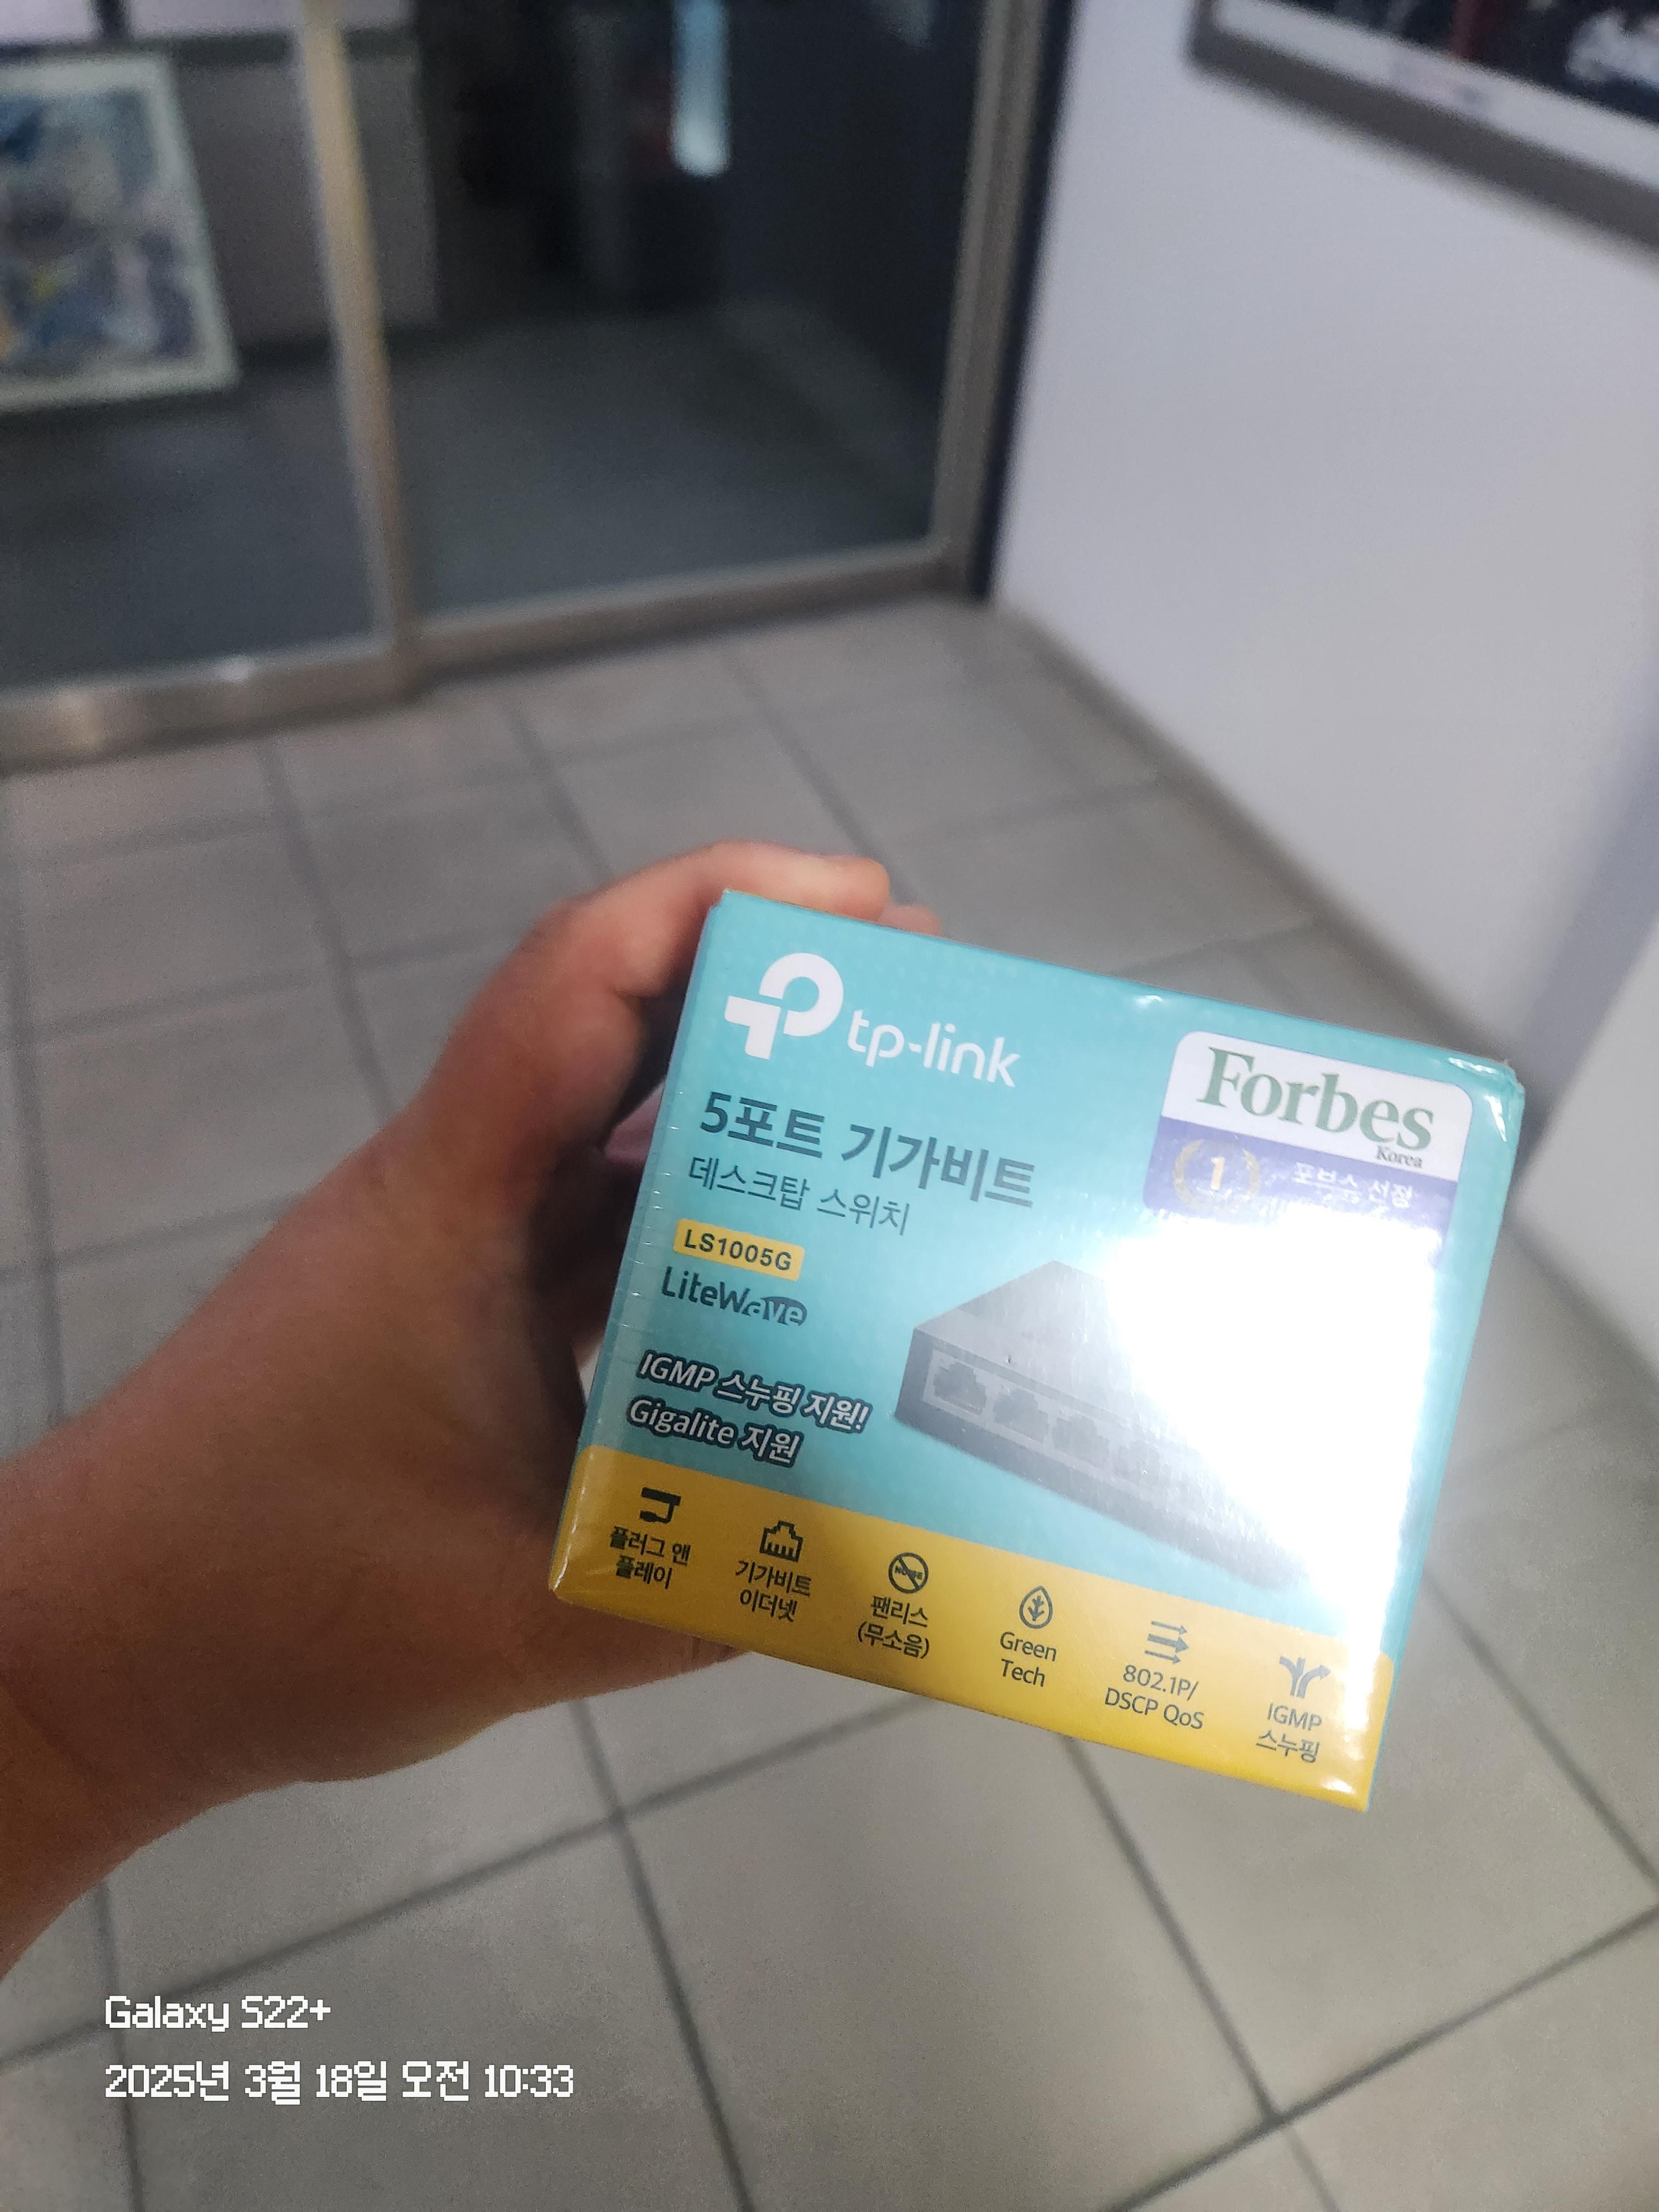 tp-link
Forbes
Korea
1
포브스 선정
5포트 기가비트
데스크탑 스위치
LS1005G
LiteWave
IGMP 스누핑 지원!
Gigalite 지원
플러그 앤
플레이
기가비트
이더넷
NOISE
팬리스
(무소음)
Green
Tech
802.1P/
DSCP QoS
IGMP
스누핑
Galaxy S22+
2025년 3월 18일 오전 10:33